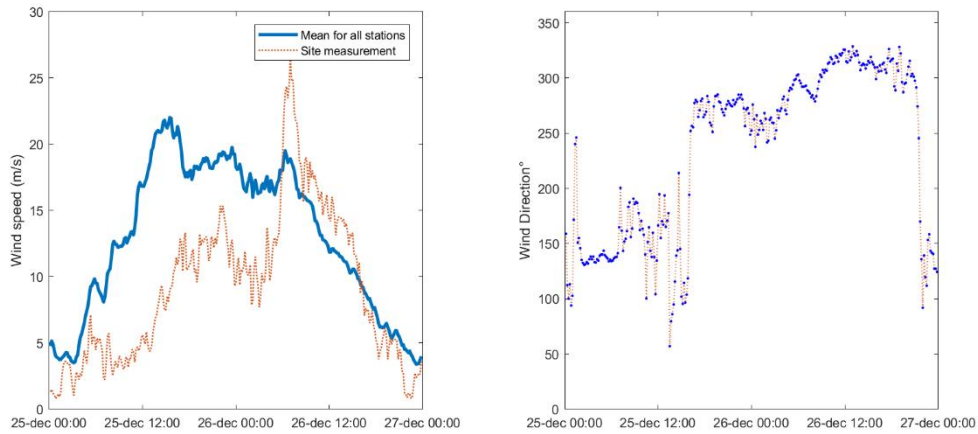 30
25
20
15
10
5
0
Wind speed (m/s)
Mean for all stations
Site measurement
25-dec 00:00
25-dec 12:00
26-dec 00:00
26-dec 12:00
27-dec 00:00
350
300
250
200
150
100
50
0
Wind Direction°
25-dec 00:00
25-dec 12:00
26-dec 00:00
26-dec 12:00
27-dec 00:00